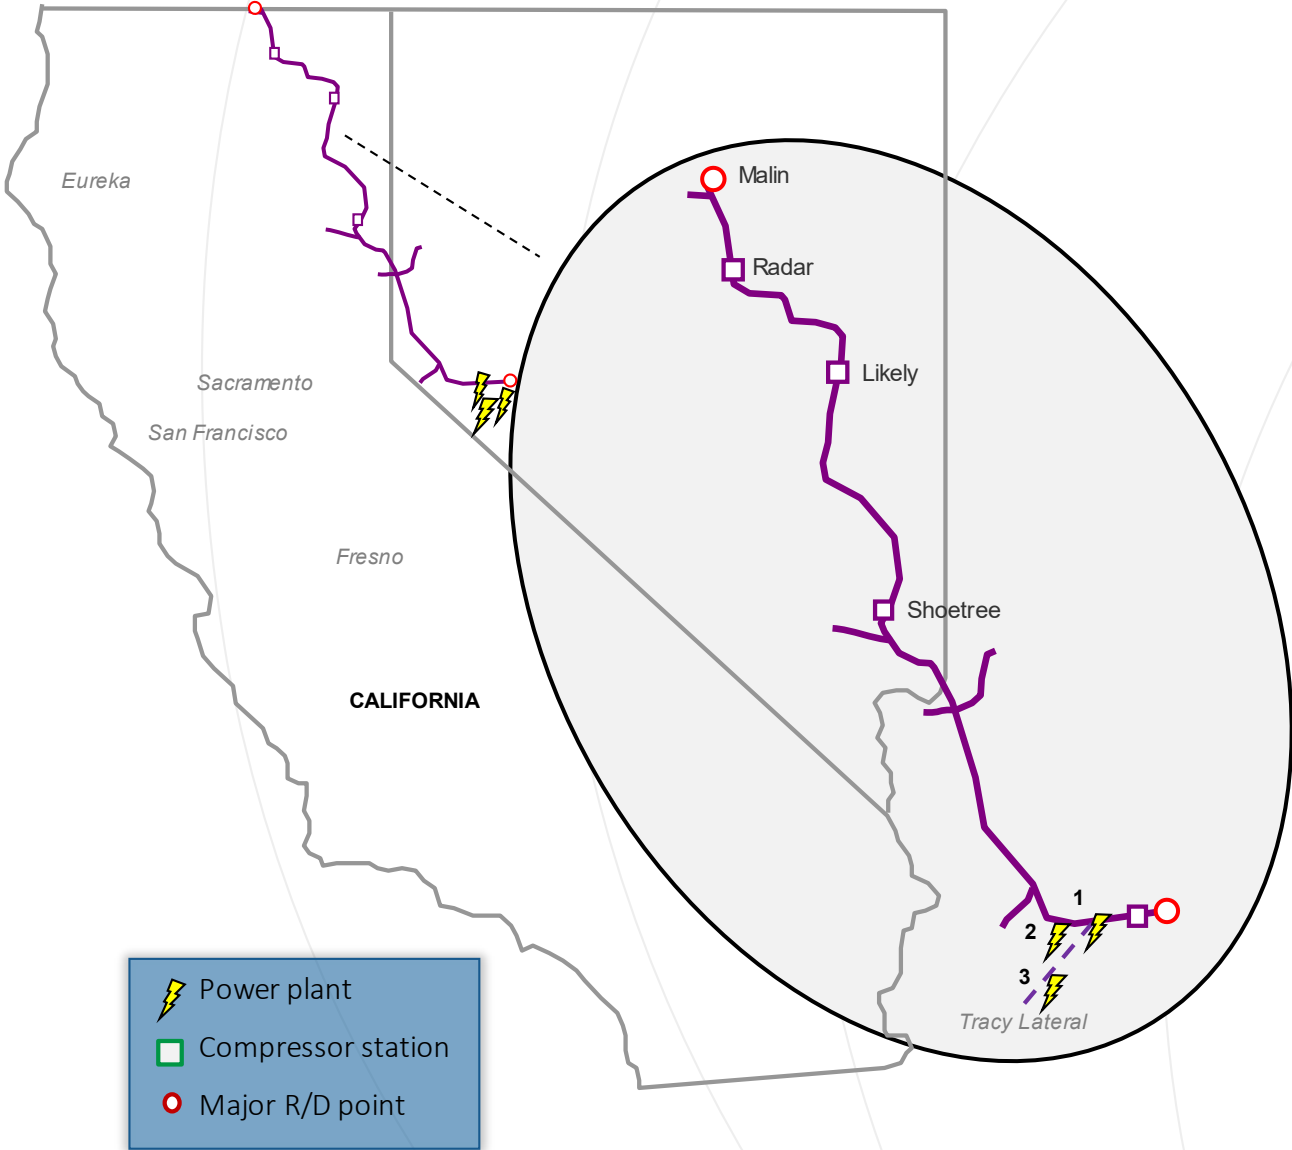 Malin
Eureka
Radar
Likely
Sacramento
San Francisco
Fresno
Shoetree
CALIFORNIA
1
2
3
Tracy Lateral
Power plant
Compressor station
Major R/D point